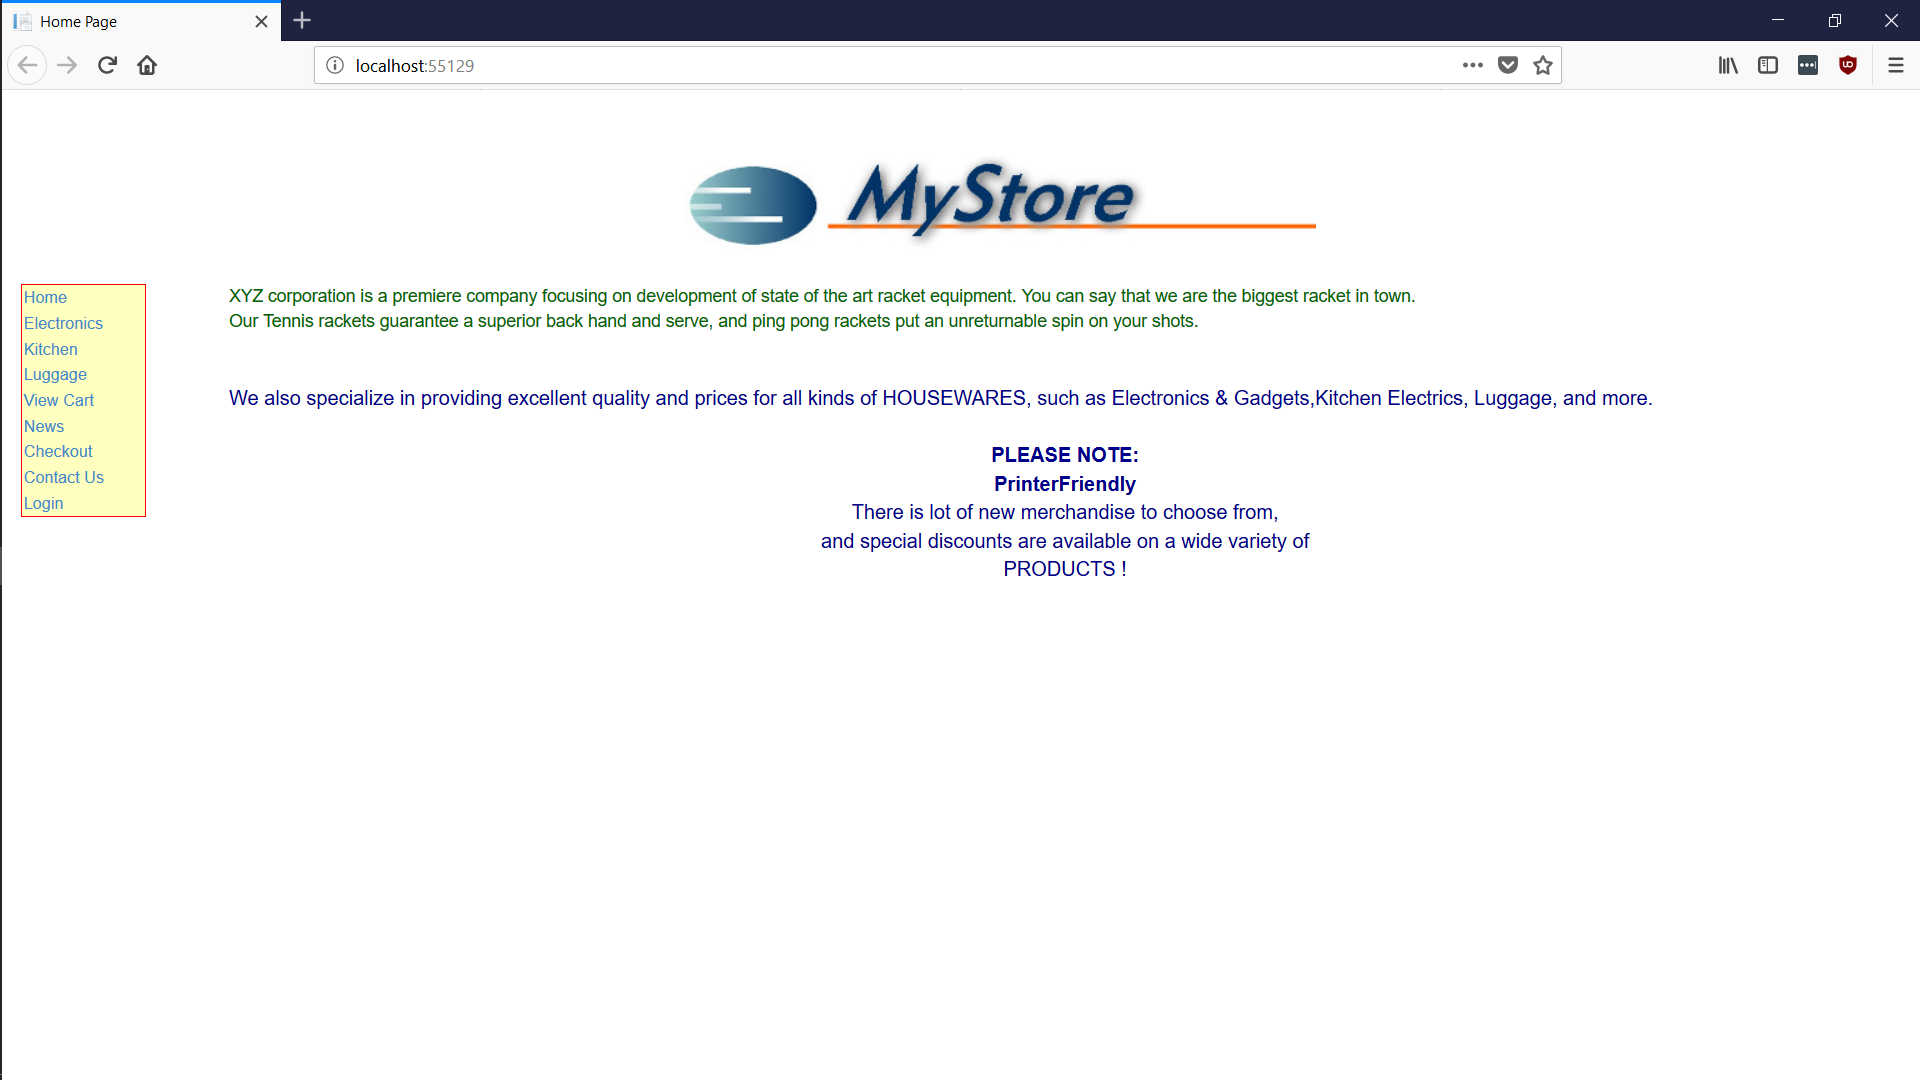 Home Page
localhost:55129
MyStore
Home
Electronics
Kitchen
Luggage
View Cart
News
Checkout
Contact Us
Login
XYZ corporation is a premiere company focusing on development of state of the art racket equipment. You can say that we are the biggest racket in town.
Our Tennis rackets guarantee a superior back hand and serve, and ping pong rackets put an unreturnable spin on your shots.
We also specialize in providing excellent quality and prices for all kinds of HOUSEWARES, such as Electronics & Gadgets,Kitchen Electrics, Luggage, and more.
PLEASE NOTE:
PrinterFriendly
There is lot of new merchandise to choose from,
and special discounts are available on a wide variety of
PRODUCTS !